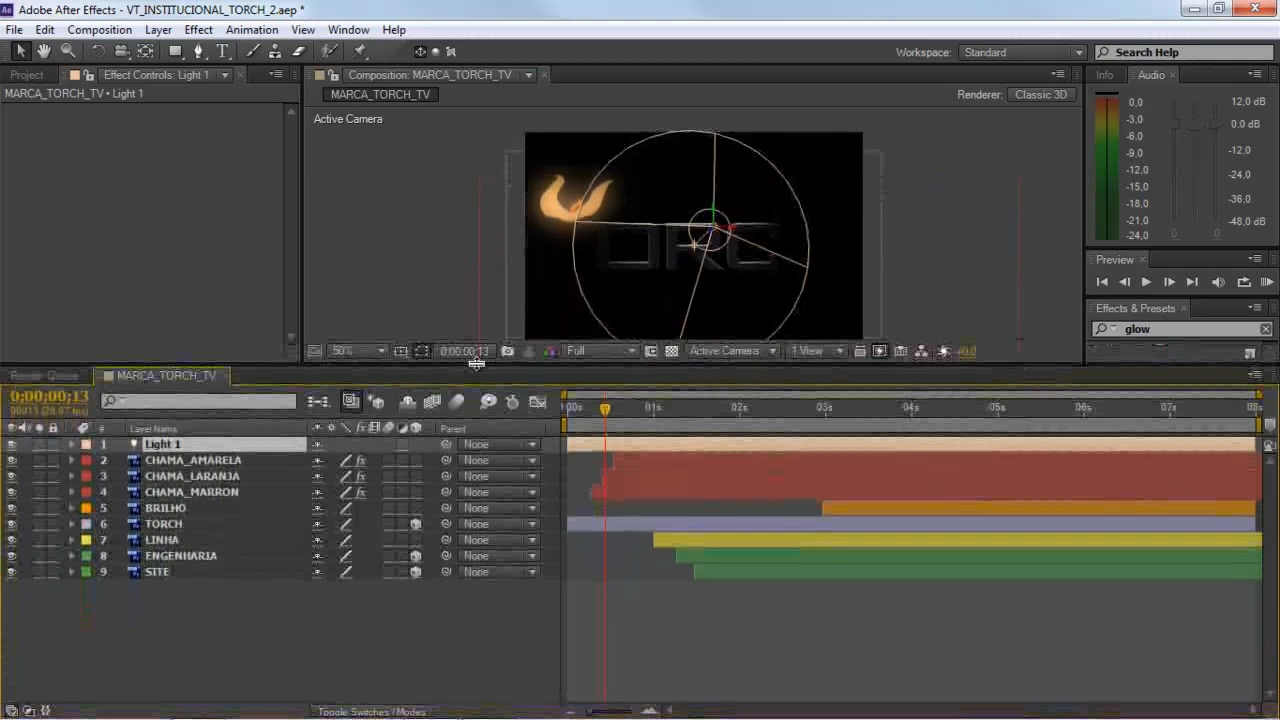 Adobe After Effects - VT_INSTITUCIONAL_TORCH_2.aep *
File Edit Composition Layer Effect Animation View Window Help
Workspace: Standard Search Help
Project Effect Controls: Light 1 Composition: MARCA_TORCH_TV Info Audio
MARCA_TORCH_TV • Light 1 MARCA_TORCH_TV Renderer: Classic 3D
Active Camera
ORC
0,0 12,0 dB
-3,0 0.0 dB
-6,0
-9,0 -12,0
-12,0
-15,0 -24,0
-18,0 -36,0
-21,0 -48,0
-24,0
Preview
Effects & Presets
glow
50% 0;00;00;13 Full Active Camera 1 View +0,0
Render Queue MARCA_TORCH_TV
0;00;00;13
00013 (29.97 fps)
:00s 01s 02s 03s 04s 05s 06s 07s 08s
# Layer Name Parent
1 Light 1 None
2 CHAMA_AMARELA None
3 CHAMA_LARANJA None
4 CHAMA_MARRON None
5 BRILHO None
6 TORCH None
7 LINHA None
8 ENGENHARIA None
9 SITE None
Toggle Switches / Modes